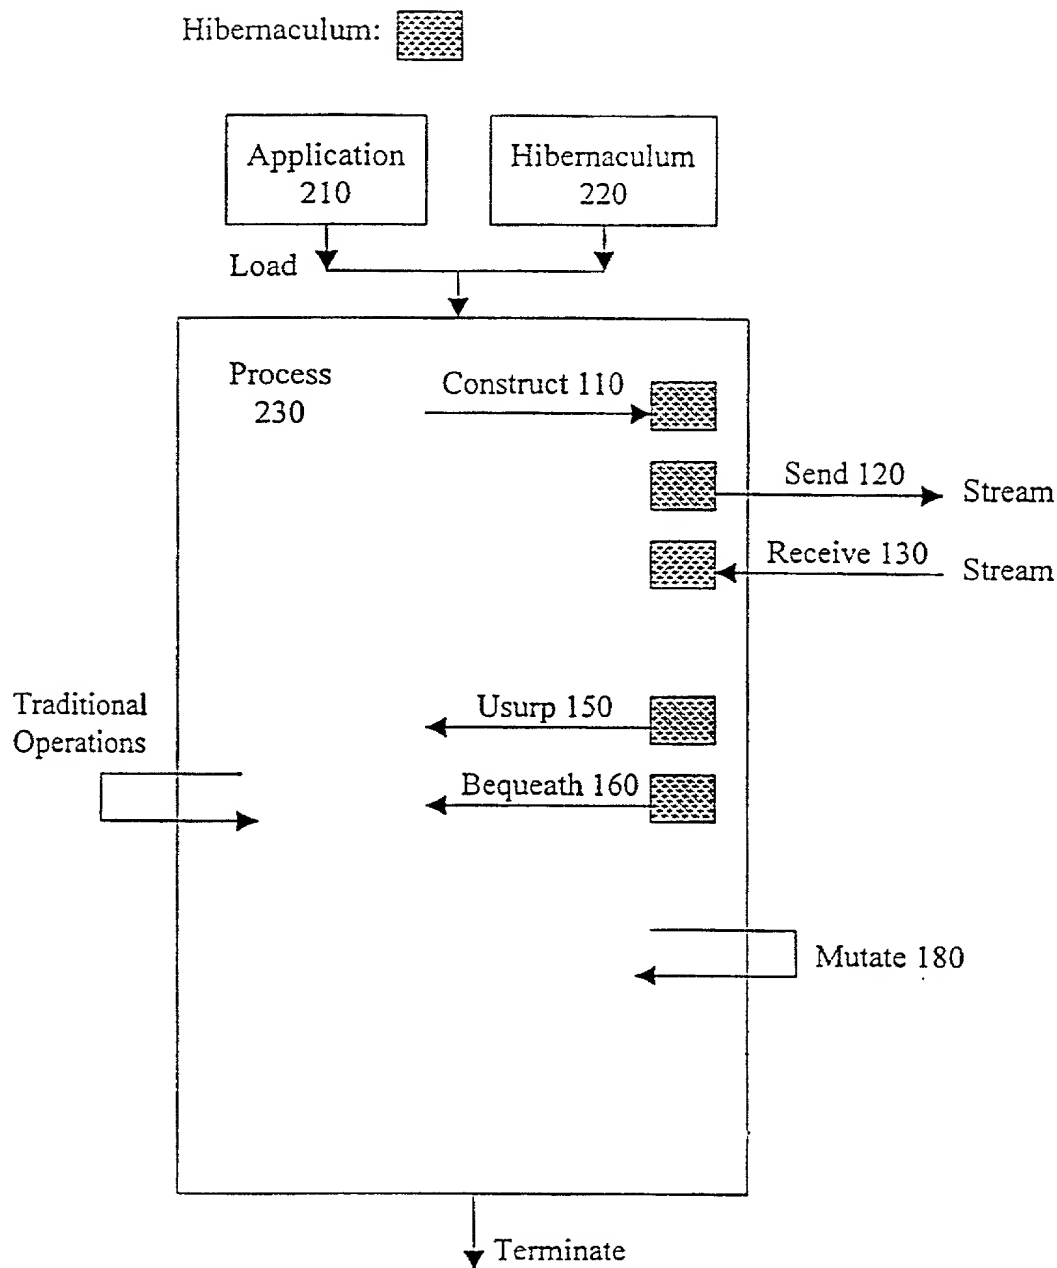 Hibernaculum:
Application
210
Hibernaculum
220
Load
Process
230
Construct 110
Send 120
Stream
Receive 130
Stream
Usurp 150
Traditional
Operations
Bequeath 160
Mutate 180
Terminate